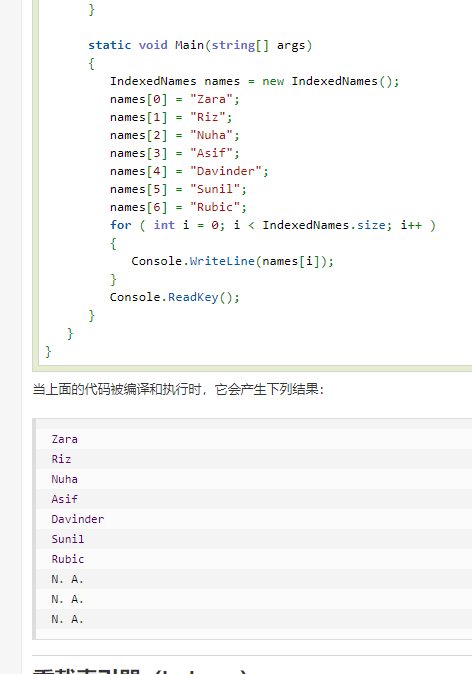 }
static void Main(string[] args)
{
IndexedNames names = new IndexedNames();
names[0] = "Zara";
names[1] = "Riz";
names[2] = "Nuha";
names[3] = "Asif";
names[4] = "Davinder";
names[5] = "Sunil";
names[6] = "Rubic";
for ( int i = 0; i < IndexedNames.size; i++ )
{
Console.WriteLine(names[i]);
}
Console.ReadKey();
}
}
}
当上面的代码被编译和执行时，它会产生下列结果：
Zara
Riz
Nuha
Asif
Davinder
Sunil
Rubic
N. A.
N. A.
N. A.